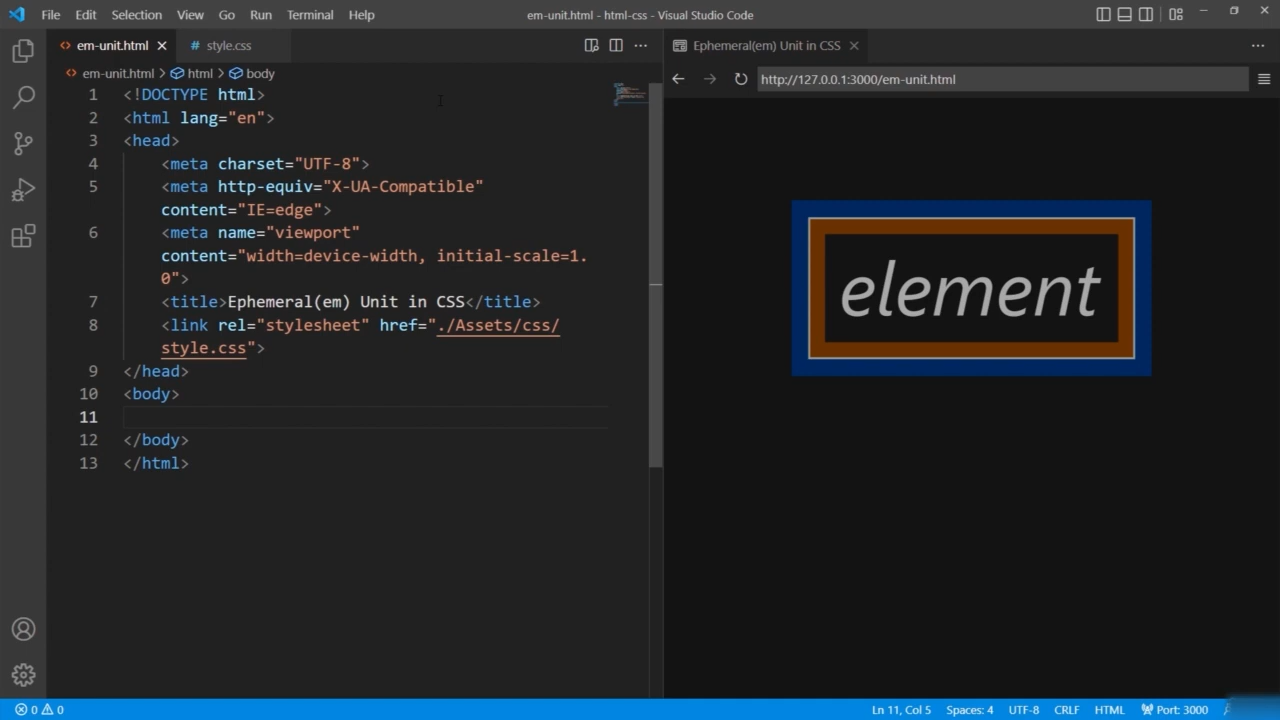 File Edit Selection View Go Run Terminal Help em-unit.html - html-css - Visual Studio Code
em-unit.html # style.css
em-unit.html > html > body
1 <!DOCTYPE html>
2 <html lang="en">
3 <head>
4 <meta charset="UTF-8">
5 <meta http-equiv="X-UA-Compatible"
content="IE=edge">
6 <meta name="viewport"
content="width=device-width, initial-scale=1.
0">
7 <title>Ephemeral(em) Unit in CSS</title>
8 <link rel="stylesheet" href="./Assets/css/
style.css">
9 </head>
10 <body>
11
12 </body>
13 </html>
Ephemeral(em) Unit in CSS
http://127.0.0.1:3000/em-unit.html
element
0 0 Ln 11, Col 5 Spaces: 4 UTF-8 CRLF HTML Port: 3000